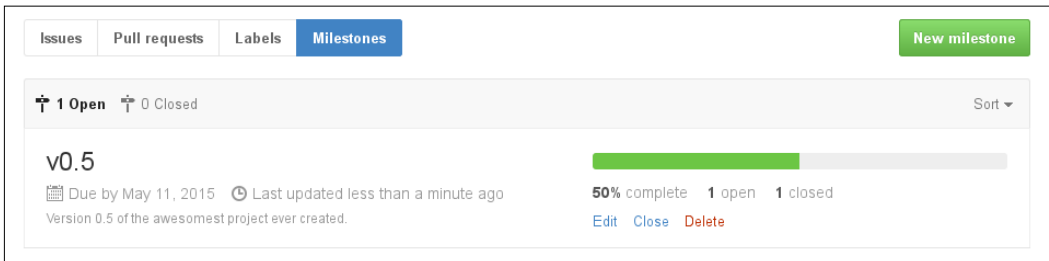 Issues Pull requests Labels Milestones New milestone
1 Open 0 Closed Sort
v0.5
Due by May 11, 2015 Last updated less than a minute ago
Version 0.5 of the awesomest project ever created.
50% complete 1 open 1 closed
Edit Close Delete